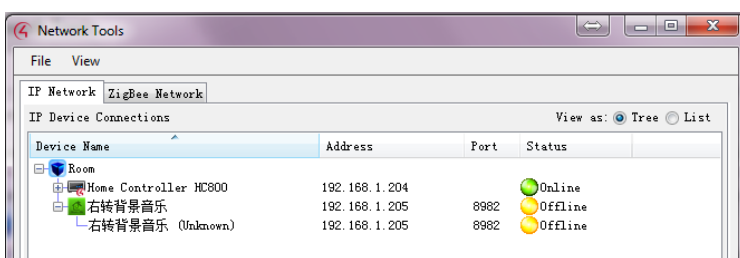 Network Tools
File View
IP Network ZigBee Network
IP Device Connections View as: Tree List
Device Name Address Port Status
Room
Home Controller HC800 192.168.1.204 Online
右转背景音乐 192.168.1.205 8982 Offline
右转背景音乐 (Unknown) 192.168.1.205 8982 Offline